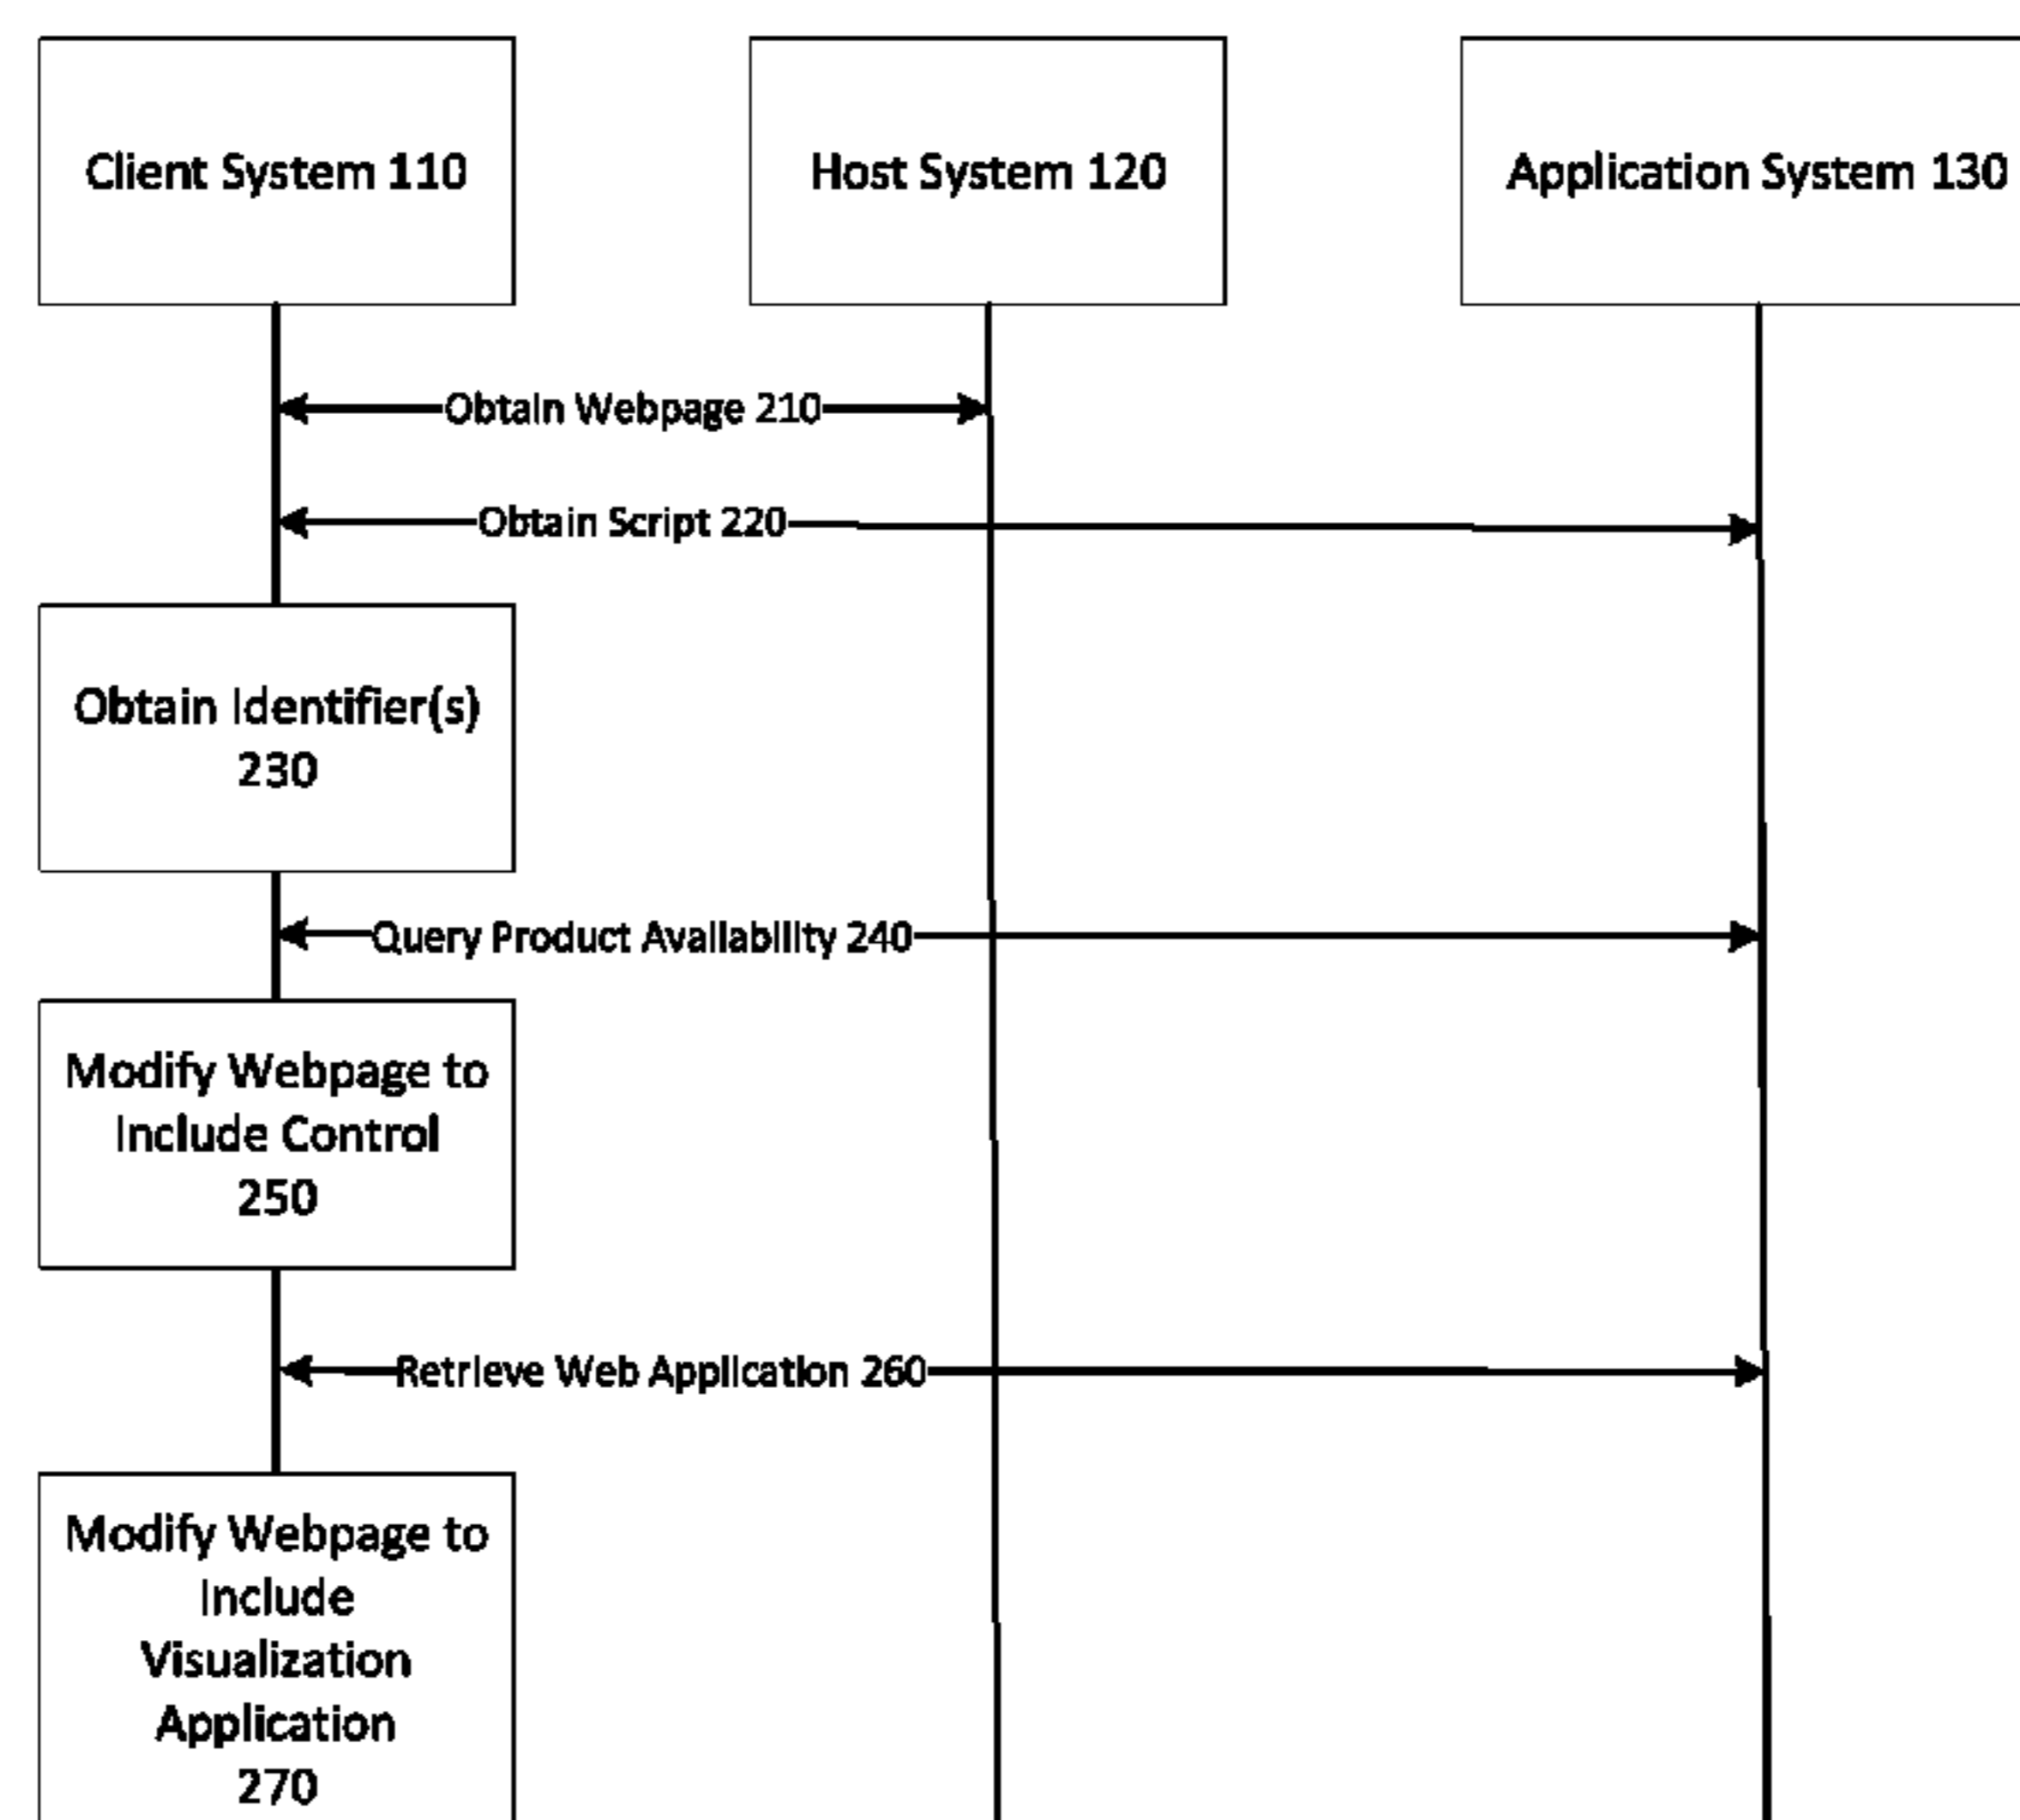 Client System 110
Host System 120
Application System 130
Obtain Webpage 210
Obtain Script 220
Obtain Identifier(s)
230
Query Product Availability 240
Modify Webpage to
Include Control
250
Retrieve Web Application 260
Modify Webpage to
Include
Visualization
Application
270